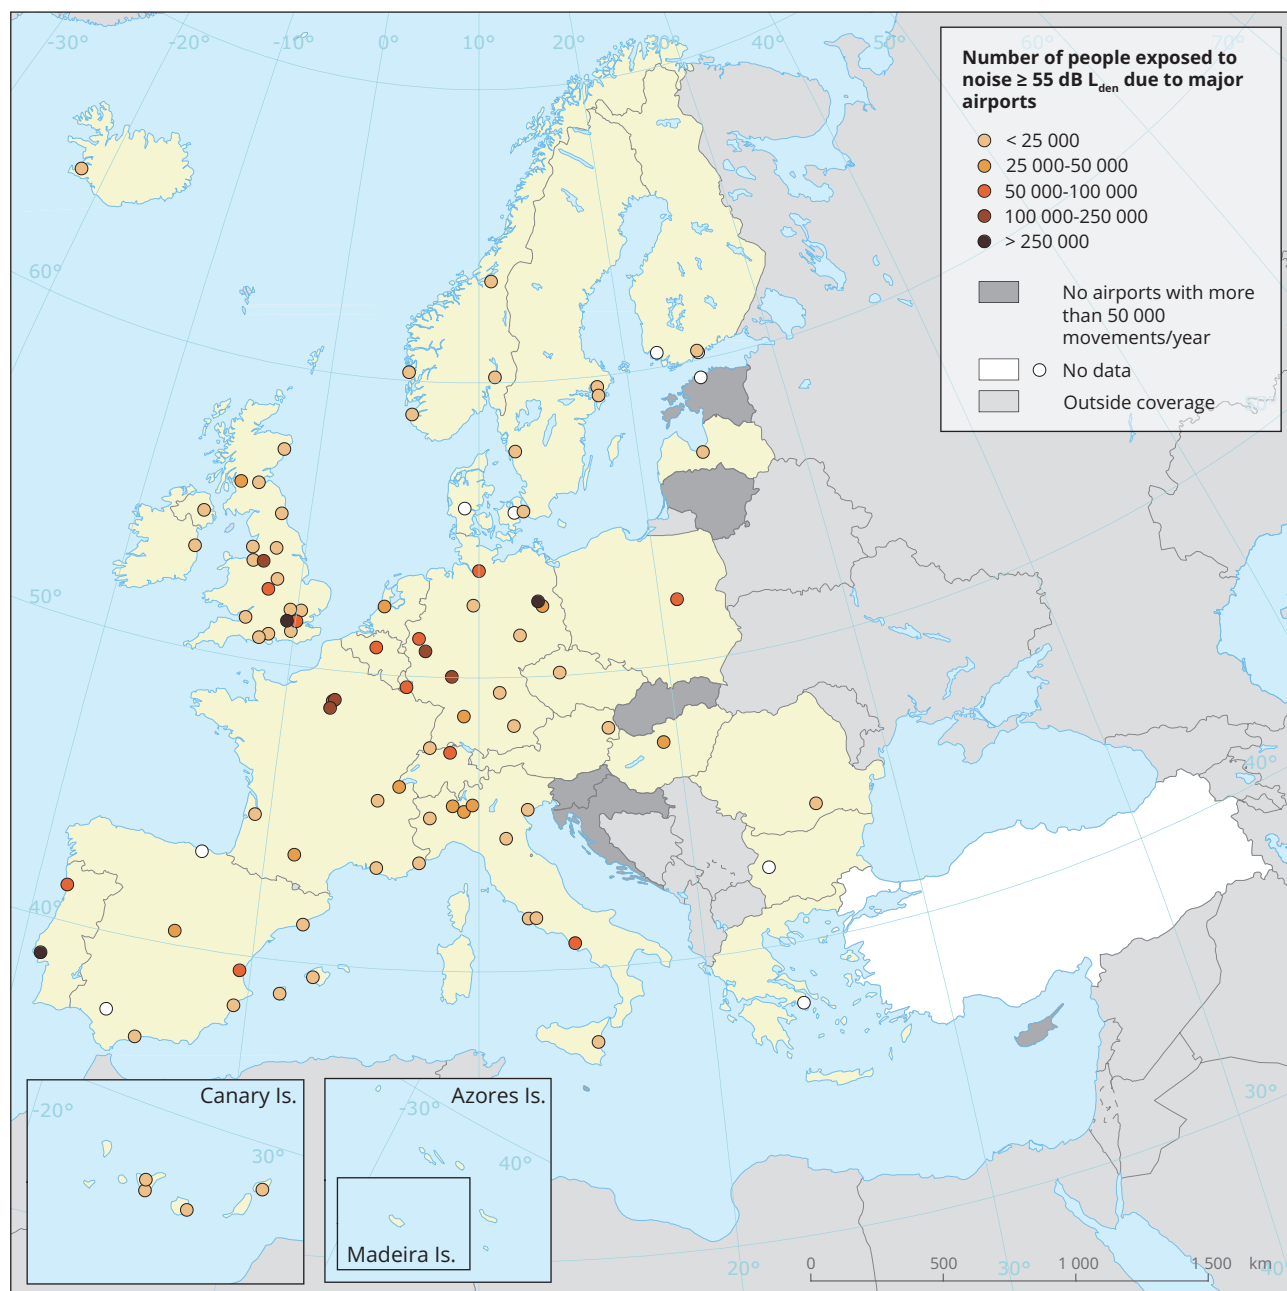 -30°
-20°
-10°
0°
10°
20°
30°
40°
50°
60°
70°
Number of people exposed to
noise ≥ 55 dB Lden due to major
airports
< 25 000
25 000-50 000
50 000-100 000
100 000-250 000
> 250 000
No airports with more
than 50 000
movements/year
No data
Outside coverage
60°
50°
50°
40°
40°
Canary Is.
-20°
30°
Azores Is.
-30°
40°
Madeira Is.
30°
20°
30°
40°
0
500
1 000
1 500
km